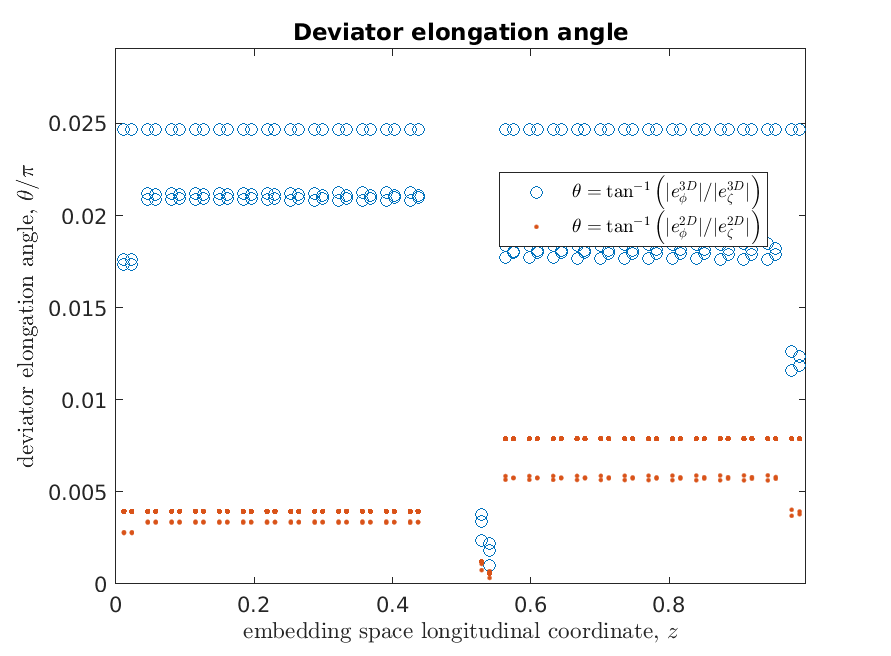 Deviator elongation angle
deviator elongation angle, θ/π
0.025
0.02
0.015
0.01
0.005
0
θ = tan⁻¹(|e_ϕ^{3D}|/|e_ζ^{3D}|)
θ = tan⁻¹(|e_ϕ^{2D}|/|e_ζ^{2D}|)
0 0.2 0.4 0.6 0.8
embedding space longitudinal coordinate, z